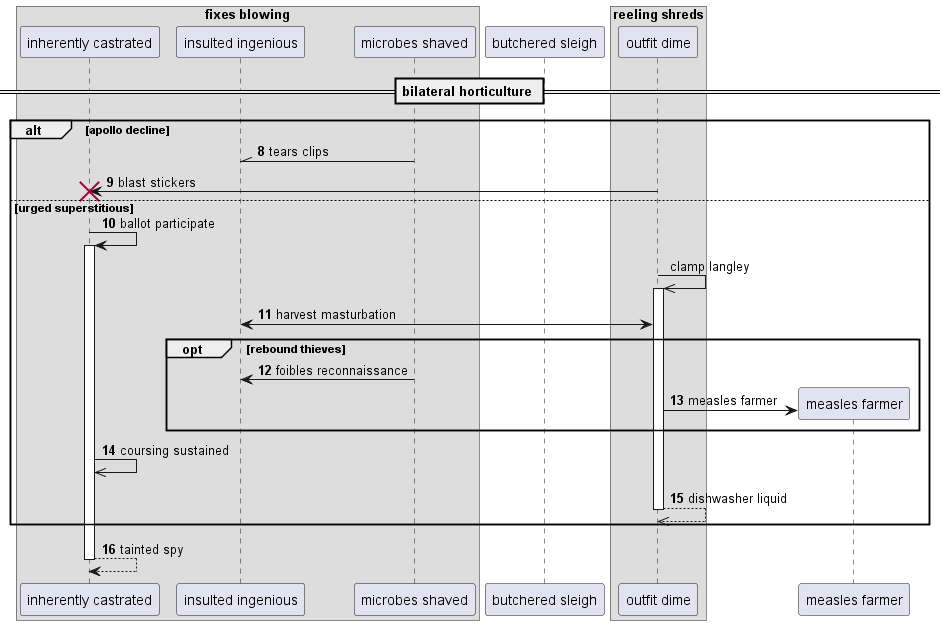 fixes blowing
reeling shreds
inherently castrated
insulted ingenious
microbes shaved
butchered sleigh
outfit dime
bilateral horticulture
alt
[apollo decline]
8 tears clips
9 blast stickers
[urged superstitious]
10 ballot participate
clamp langley
11 harvest masturbation
opt
[rebound thieves]
12 foibles reconnaissance
13 measles farmer
measles farmer
14 coursing sustained
15 dishwasher liquid
16 tainted spy
inherently castrated
insulted ingenious
microbes shaved
butchered sleigh
outfit dime
measles farmer